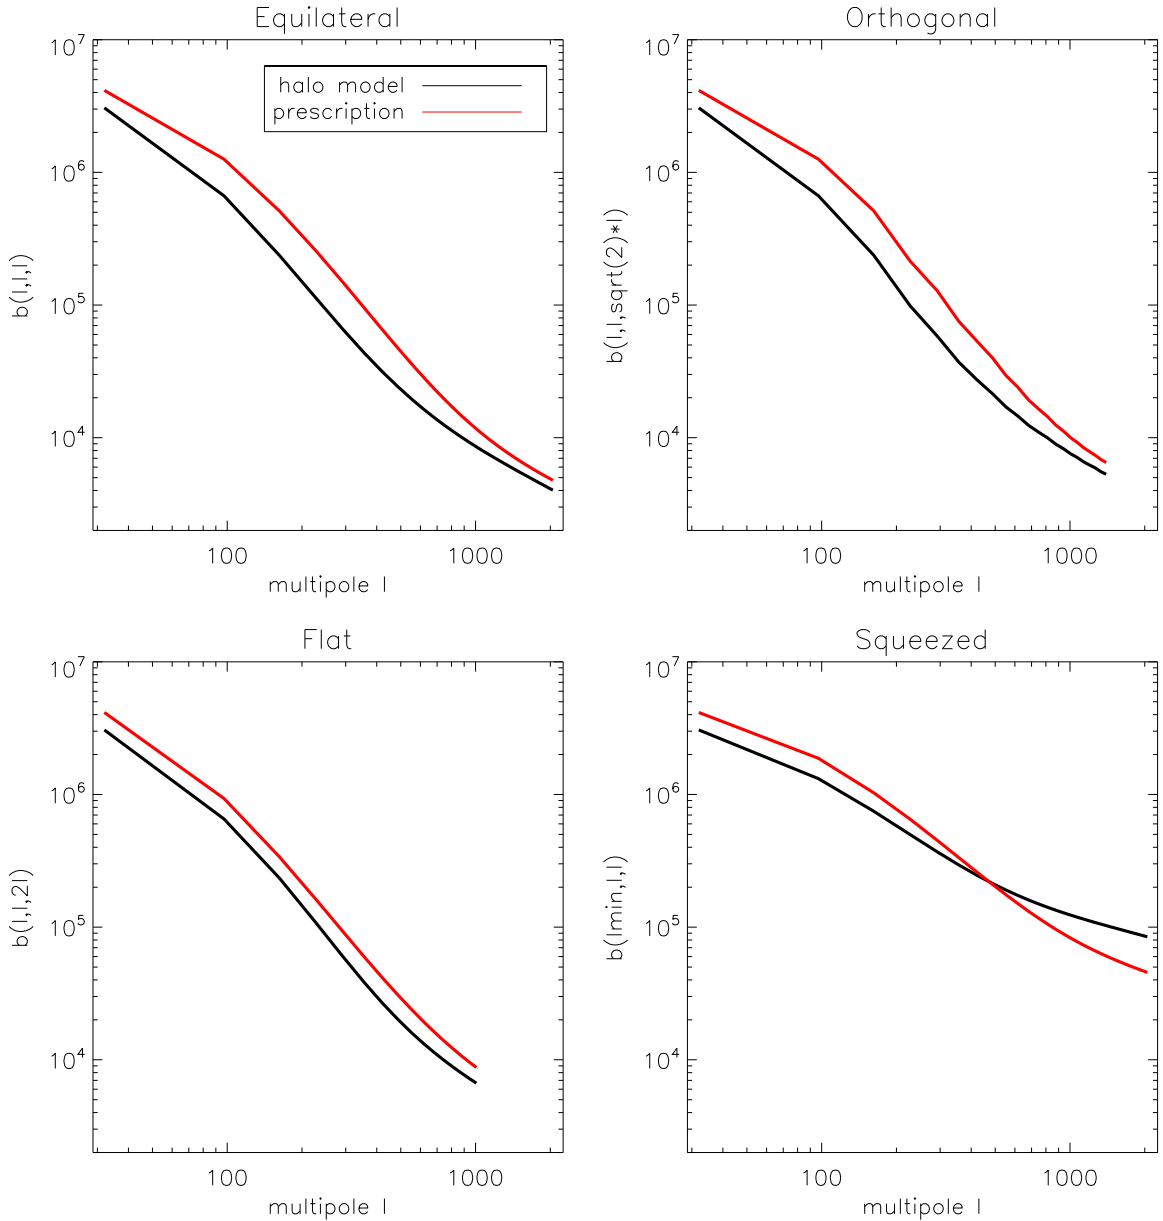 Equilateral
10^7
10^6
10^5
10^4
b(l,l,l)
halo model
prescription
100 1000
multipole l
Orthogonal
10^7
10^6
10^5
10^4
b(l,l,sqrt(2)*l)
100 1000
multipole l
Flat
10^7
10^6
10^5
10^4
b(l,l,2l)
100 1000
multipole l
Squeezed
10^7
10^6
10^5
10^4
b(lmin,l,l)
100 1000
multipole l